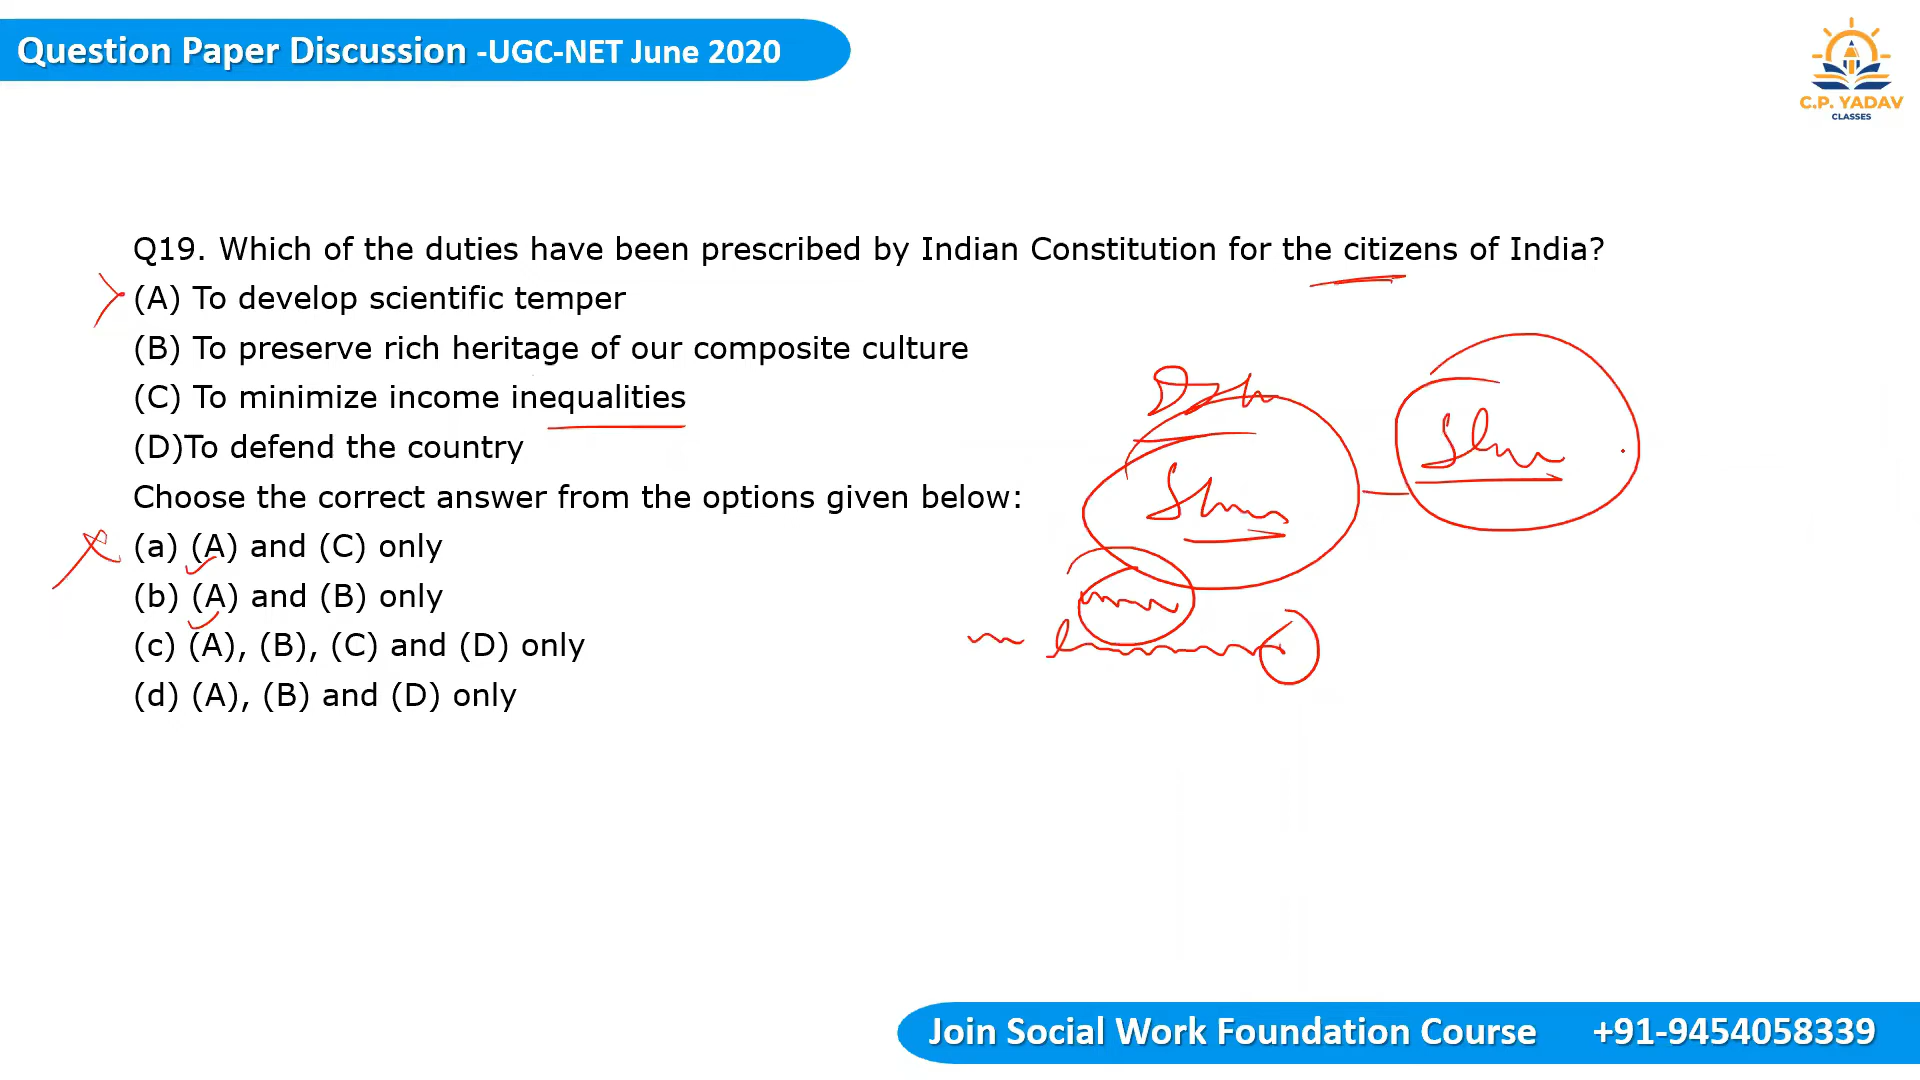 Question Paper Discussion -UGC-NET June 2020
C.P. YADAV
CLASSES
Q19. Which of the duties have been prescribed by Indian Constitution for the citizens of India?
(A) To develop scientific temper
(B) To preserve rich heritage of our composite culture
(C) To minimize income inequalities
(D)To defend the country
Choose the correct answer from the options given below:
(a) (A) and (C) only
(b) (A) and (B) only
(c) (A), (B), (C) and (D) only
(d) (A), (B) and (D) only
Join Social Work Foundation Course +91-9454058339